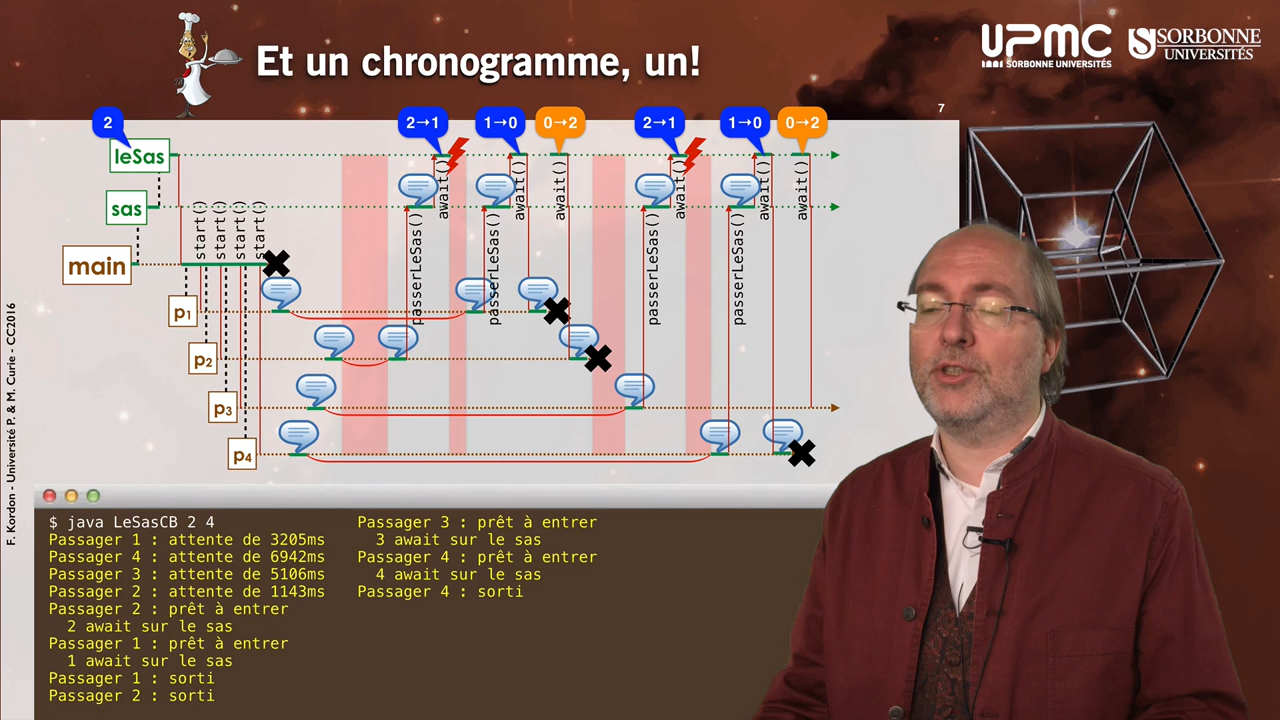 Et un chronogramme, un!
UPMC
SORBONNE UNIVERSITÉS
SORBONNE
UNIVERSITÉS
7
2
2→1
1→0
0→2
2→1
1→0
0→2
leSas
sas
main
start()
start()
start()
start()
await()
await()
await()
await()
await()
await()
passerLeSas()
passerLeSas()
passerLeSas()
passerLeSas()
p1
p2
p3
p4
F. Kordon - Université P. & M. Curie - CC2016
$ java LeSasCB 2 4
Passager 1 : attente de 3205ms
Passager 4 : attente de 6942ms
Passager 3 : attente de 5106ms
Passager 2 : attente de 1143ms
Passager 2 : prêt à entrer
2 await sur le sas
Passager 1 : prêt à entrer
1 await sur le sas
Passager 1 : sorti
Passager 2 : sorti
Passager 3 : prêt à entrer
3 await sur le sas
Passager 4 : prêt à entrer
4 await sur le sas
Passager 4 : sorti